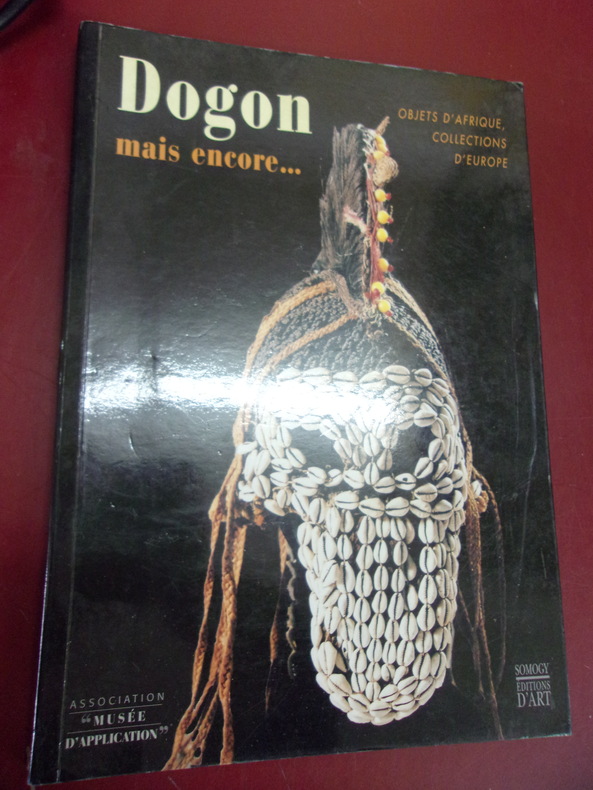 Dogon
mais encore...
OBJETS D'AFRIQUE,
COLLECTIONS
D'EUROPE
ASSOCIATION
“MUSÉE
D'APPLICATION”
SOMOGY
ÉDITIONS
D'ART